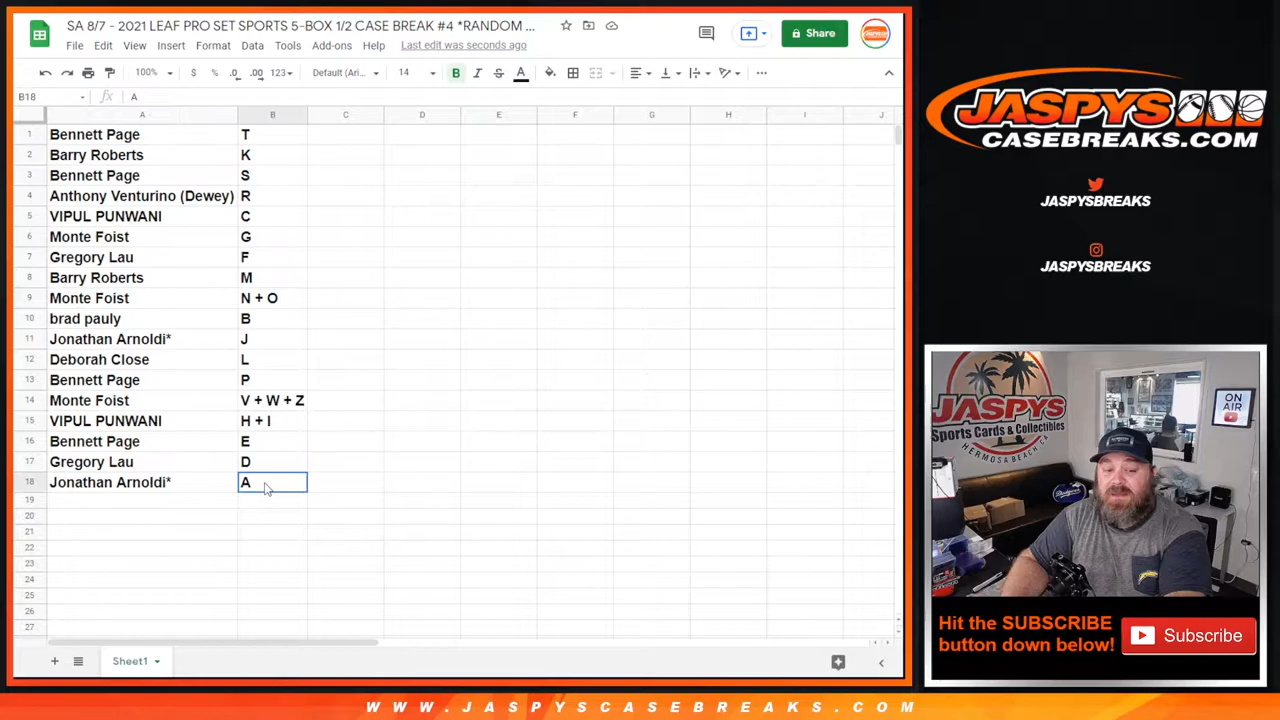 SA 8/7 - 2021 LEAF PRO SET SPORTS 5-BOX 1/2 CASE BREAK #4 *RANDOM ...
File Edit View Insert Format Data Tools Add-ons Help Last edit was seconds ago
Share
100% $ % .0 .00 123 Default (Ari... 14 B I S A
B18 fx A
A B C D E F G H I J
1 Bennett Page T
2 Barry Roberts K
3 Bennett Page S
4 Anthony Venturino (Dewey) R
5 VIPUL PUNWANI C
6 Monte Foist G
7 Gregory Lau F
8 Barry Roberts M
9 Monte Foist N + O
10 brad pauly B
11 Jonathan Arnoldi* J
12 Deborah Close L
13 Bennett Page P
14 Monte Foist V + W + Z
15 VIPUL PUNWANI H + I
16 Bennett Page E
17 Gregory Lau D
18 Jonathan Arnoldi* A
19
20
21
22
23
24
25
26
27
Sheet1
JASPYS
CASEBREAKS.COM
JASPYSBREAKS
JASPYSBREAKS
JASPYS
Sports Cards & Collectibles
HERMOSA BEACH CA
ON AIR
Dodgers
Hit the SUBSCRIBE
button down below!
Subscribe
WWW.JASPYSCASEBREAKS.COM